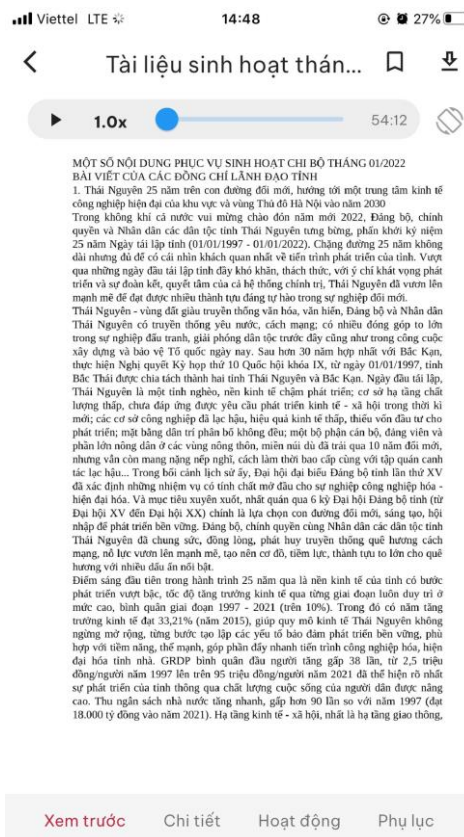 Viettel LTE 14:48 27%
Tài liệu sinh hoạt thán...
1.0x 54:12
MỘT SỐ NỘI DUNG PHỤC VỤ SINH HOẠT CHI BỘ THÁNG 01/2022
BÀI VIẾT CỦA CÁC ĐỒNG CHÍ LÃNH ĐẠO TỈNH
1. Thái Nguyên 25 năm trên con đường đổi mới, hướng tới một trung tâm kinh tế
công nghiệp hiện đại của khu vực và vùng Thủ đô Hà Nội vào năm 2030
Trong không khí cả nước vui mừng chào đón năm mới 2022, Đảng bộ, chính
quyền và Nhân dân các dân tộc tỉnh Thái Nguyên tưng bừng, phấn khởi kỷ niệm
25 năm Ngày tái lập tỉnh (01/01/1997 - 01/01/2022). Chặng đường 25 năm không
dài nhưng đủ để có cái nhìn khách quan nhất về tiến trình phát triển của tỉnh. Vượt
qua những ngày đầu tái lập tỉnh đầy khó khăn, thách thức, với ý chí khát vọng phát
triển và sự đoàn kết, quyết tâm của cả hệ thống chính trị, Thái Nguyên đã vươn lên
mạnh mẽ để đạt được nhiều thành tựu đáng tự hào trong sự nghiệp đổi mới.
Thái Nguyên - vùng đất giàu truyền thống văn hóa, văn hiến, Đảng bộ và Nhân dân
Thái Nguyên có truyền thống yêu nước, cách mạng; có nhiều đóng góp to lớn
trong sự nghiệp đấu tranh, giải phóng dân tộc trước đây cũng như trong công cuộc
xây dựng và bảo vệ Tổ quốc ngày nay. Sau hơn 30 năm hợp nhất với Bắc Kạn,
thực hiện Nghị quyết Kỳ họp thứ 10 Quốc hội khóa IX, từ ngày 01/01/1997, tỉnh
Bắc Thái được chia tách thành hai tỉnh Thái Nguyên và Bắc Kạn. Ngày đầu tái lập,
Thái Nguyên là một tỉnh nghèo, nền kinh tế chậm phát triển; cơ sở hạ tầng chất
lượng thấp, chưa đáp ứng được yêu cầu phát triển kinh tế - xã hội trong thời kì
mới; các cơ sở công nghiệp đã lạc hậu, hiệu quả kinh tế thấp, thiếu vốn đầu tư cho
phát triển; mặt bằng dân trí phân bố không đều; một bộ phận cán bộ, đảng viên và
phần lớn nông dân ở các vùng nông thôn, miền núi dù đã trải qua 10 năm đổi mới,
nhưng vẫn còn mang nặng nếp nghĩ, cách làm thời bao cấp cùng với tập quán canh
tác lạc hậu... Trong bối cảnh lịch sử ấy, Đại hội đại biểu Đảng bộ tỉnh lần thứ XV
đã xác định những nhiệm vụ có tính chất mở đầu cho sự nghiệp công nghiệp hóa -
hiện đại hóa. Và mục tiêu xuyên xuốt, nhất quán qua 6 kỳ Đại hội Đảng bộ tỉnh (từ
Đại hội XV đến Đại hội XX) chính là lựa chọn con đường đổi mới, sáng tạo, hội
nhập để phát triển bền vững. Đảng bộ, chính quyền cùng Nhân dân các dân tộc tỉnh
Thái Nguyên đã chung sức, đồng lòng, phát huy truyền thống quê hương cách
mạng, nỗ lực vươn lên mạnh mẽ, tạo nên cơ đồ, tiềm lực, thành tựu to lớn cho quê
hương với nhiều dấu ấn nổi bật.
Điểm sáng đầu tiên trong hành trình 25 năm qua là nền kinh tế của tỉnh có bước
phát triển vượt bậc, tốc độ tăng trưởng kinh tế qua từng giai đoạn luôn duy trì ở
mức cao, bình quân giai đoạn 1997 - 2021 (trên 10%). Trong đó có năm tăng
trưởng kinh tế đạt 33,21% (năm 2015), giúp quy mô kinh tế Thái Nguyên không
ngừng mở rộng, từng bước tạo lập các yếu tố bảo đảm phát triển bền vững, phù
hợp với tiềm năng, thế mạnh, góp phần đẩy nhanh tiến trình công nghiệp hóa, hiện
đại hóa tỉnh nhà. GRDP bình quân đầu người tăng gấp 38 lần, từ 2,5 triệu
đồng/người năm 1997 lên trên 95 triệu đồng/người năm 2021 đã thể hiện rõ nhất
sự phát triển của tỉnh thông qua chất lượng cuộc sống của người dân được nâng
cao. Thu ngân sách nhà nước tăng nhanh, gấp hơn 90 lần so với năm 1997 (đạt
18.000 tỷ đồng vào năm 2021). Hạ tầng kinh tế - xã hội, nhất là hạ tầng giao thông,
Xem trước Chi tiết Hoạt động Phụ lục